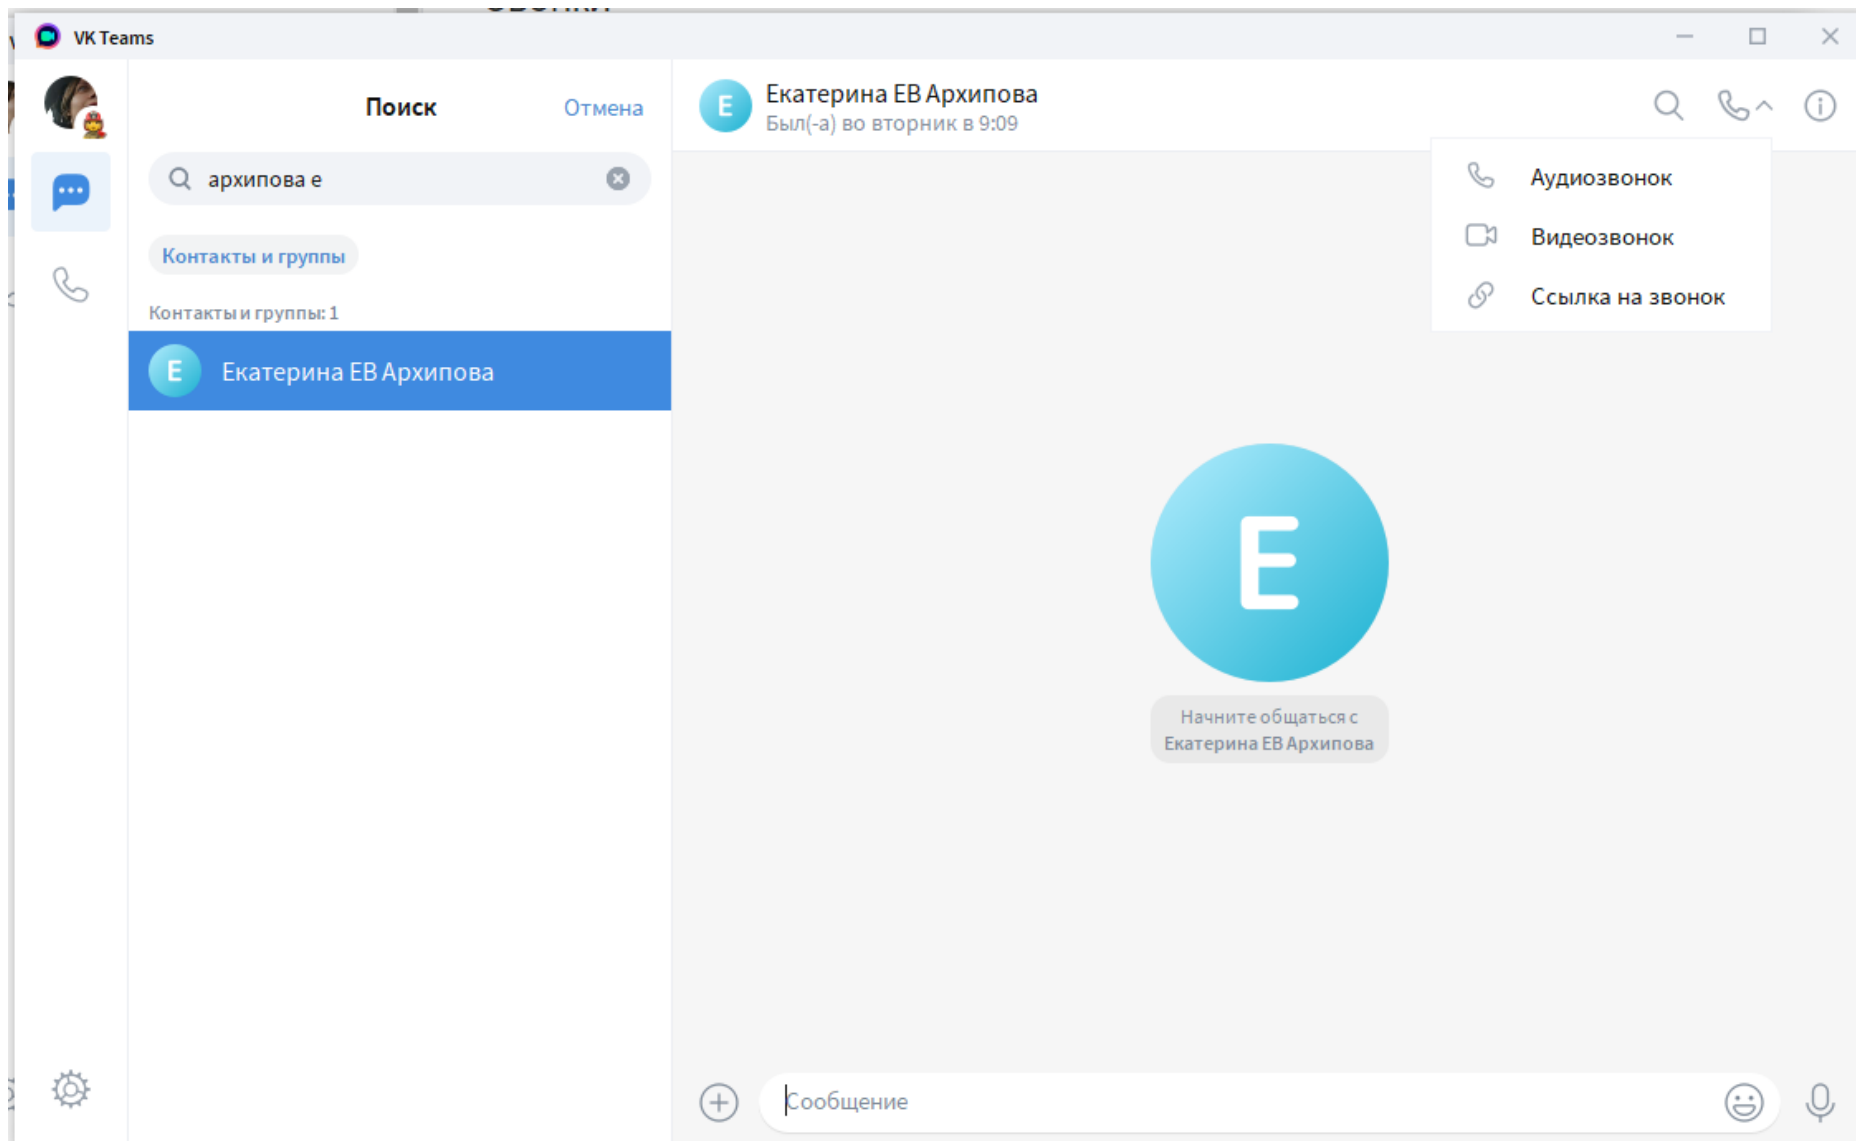 VK Teams
Поиск
Отмена
архипова е
Контакты и группы
Контакты и группы: 1
Е
Екатерина ЕВ Архипова
Е
Екатерина ЕВ Архипова
Был(-а) во вторник в 9:09
Аудиозвонок
Видеозвонок
Ссылка на звонок
Е
Начните общаться с
Екатерина ЕВ Архипова
Сообщение